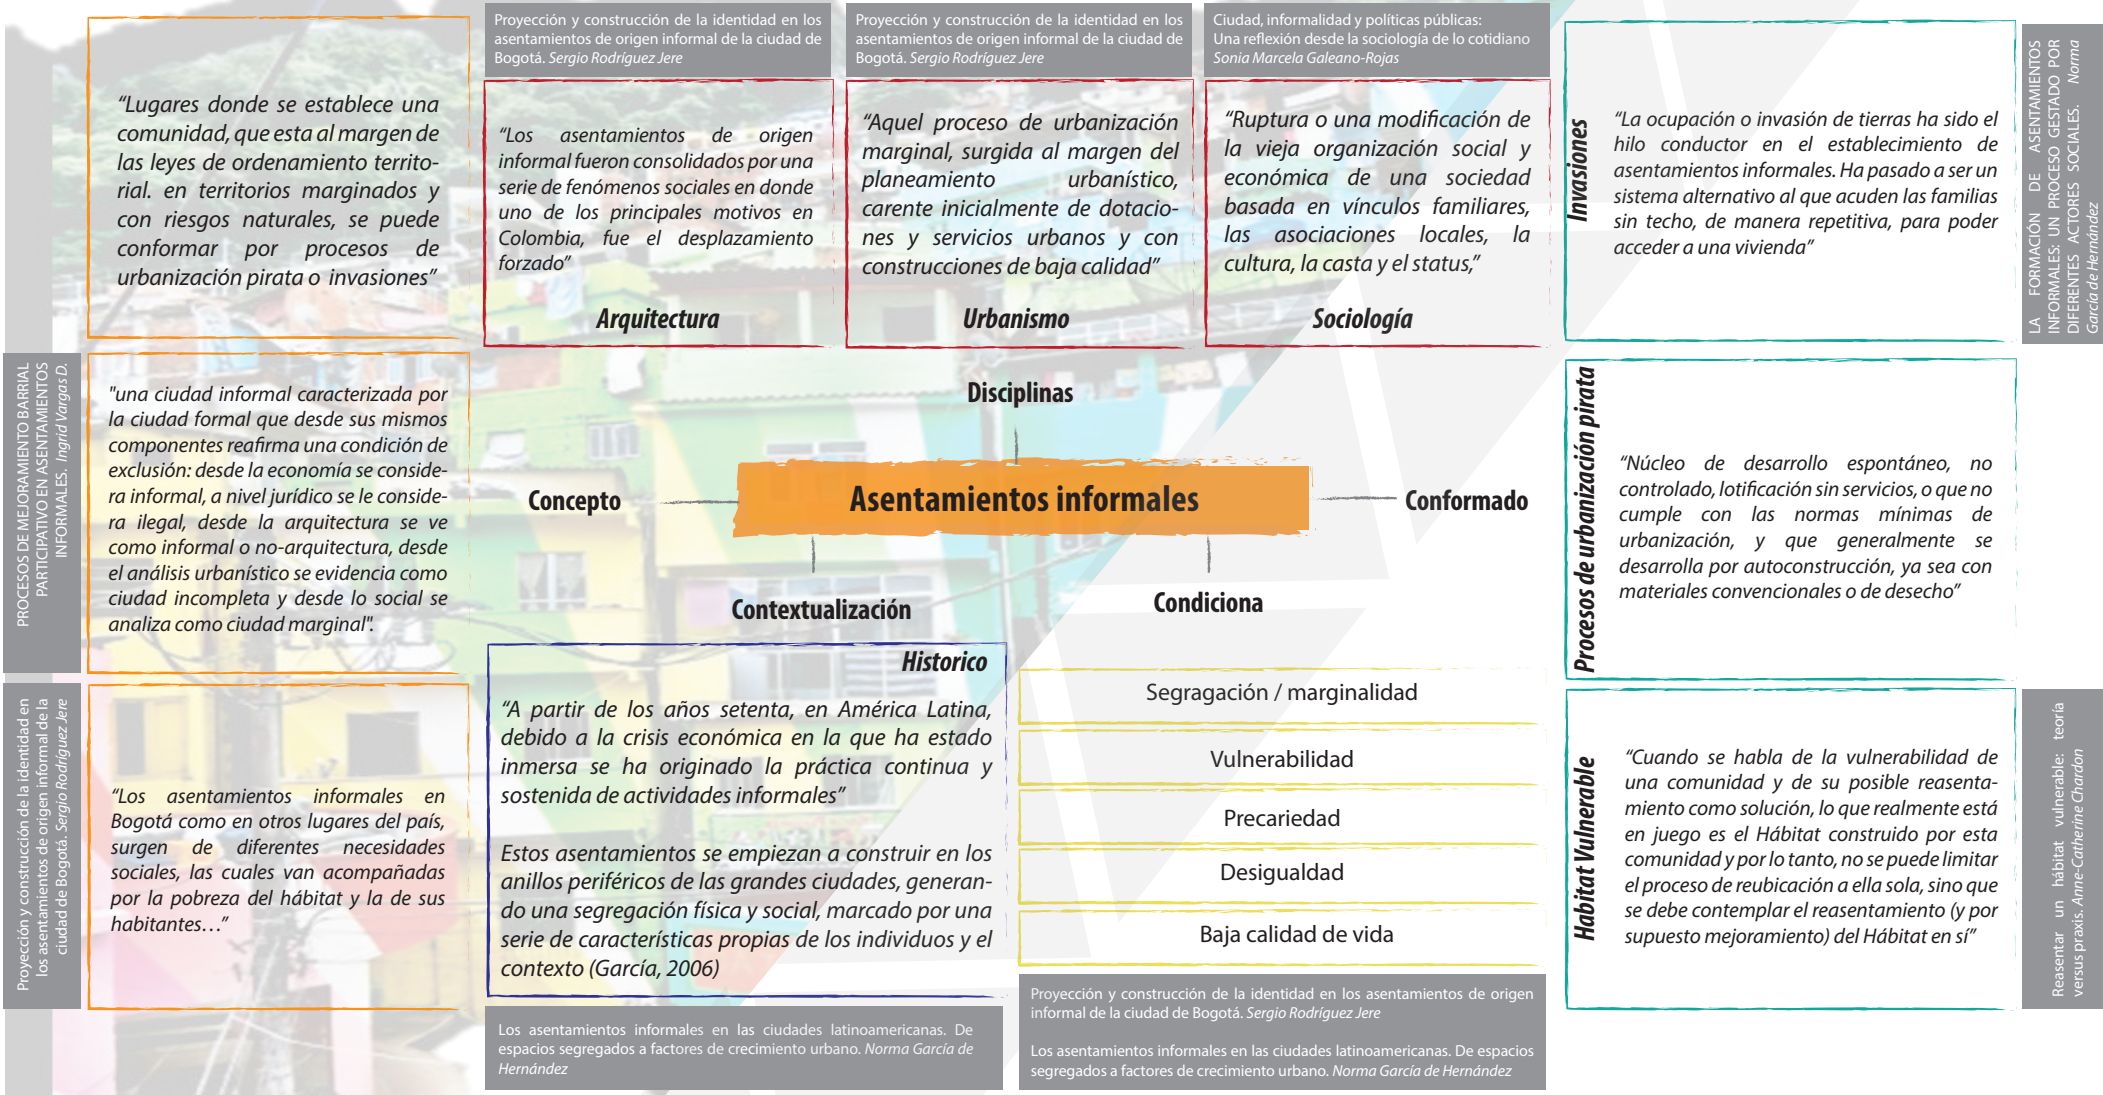 “Lugares donde se establece una
comunidad, que esta al margen de
las leyes de ordenamiento territo-
rial. en territorios marginados y
con riesgos naturales, se puede
conformar por procesos de
urbanización pirata o invasiones”
PROCESOS DE MEJORAMIENTO BARRIAL
PARTICIPATIVO EN ASENTAMIENTOS
INFORMALES. Ingrid Vargas D.
"una ciudad informal caracterizada por
la ciudad formal que desde sus mismos
componentes reafirma una condición de
exclusión: desde la economía se conside-
ra informal, a nivel jurídico se le conside-
ra ilegal, desde la arquitectura se ve
como informal o no-arquitectura, desde
el análisis urbanístico se evidencia como
ciudad incompleta y desde lo social se
analiza como ciudad marginal".
Proyección y construcción de la identidad en
los asentamientos de origen informal de la
ciudad de Bogotá. Sergio Rodríguez Jere
“Los asentamientos informales en
Bogotá como en otros lugares del país,
surgen de diferentes necesidades
sociales, las cuales van acompañadas
por la pobreza del hábitat y la de sus
habitantes…”
Proyección y construcción de la identidad en los
asentamientos de origen informal de la ciudad de
Bogotá. Sergio Rodríguez Jere
“Los asentamientos de origen
informal fueron consolidados por una
serie de fenómenos sociales en donde
uno de los principales motivos en
Colombia, fue el desplazamiento
forzado”
Arquitectura
Proyección y construcción de la identidad en los
asentamientos de origen informal de la ciudad de
Bogotá. Sergio Rodríguez Jere
“Aquel proceso de urbanización
marginal, surgida al margen del
planeamiento urbanístico,
carente inicialmente de dotacio-
nes y servicios urbanos y con
construcciones de baja calidad”
Urbanismo
Ciudad, informalidad y políticas públicas:
Una reflexión desde la sociología de lo cotidiano
Sonia Marcela Galeano-Rojas
“Ruptura o una modificación de
la vieja organización social y
económica de una sociedad
basada en vínculos familiares,
las asociaciones locales, la
cultura, la casta y el status,”
Sociología
Disciplinas
Concepto
Asentamientos informales
Conformado
Contextualización
Condiciona
Historico
“A partir de los años setenta, en América Latina,
debido a la crisis económica en la que ha estado
inmersa se ha originado la práctica continua y
sostenida de actividades informales”
Estos asentamientos se empiezan a construir en los
anillos periféricos de las grandes ciudades, generan-
do una segregación física y social, marcado por una
serie de características propias de los individuos y el
contexto (García, 2006)
Los asentamientos informales en las ciudades latinoamericanas. De
espacios segregados a factores de crecimiento urbano. Norma García de
Hernández
Segragación / marginalidad
Vulnerabilidad
Precariedad
Desigualdad
Baja calidad de vida
Proyección y construcción de la identidad en los asentamientos de origen
informal de la ciudad de Bogotá. Sergio Rodríguez Jere
Los asentamientos informales en las ciudades latinoamericanas. De espacios
segregados a factores de crecimiento urbano. Norma García de Hernández
Invasiones
“La ocupación o invasión de tierras ha sido el
hilo conductor en el establecimiento de
asentamientos informales. Ha pasado a ser un
sistema alternativo al que acuden las familias
sin techo, de manera repetitiva, para poder
acceder a una vivienda”
LA FORMACIÓN DE ASENTAMIENTOS
INFORMALES: UN PROCESO GESTADO POR
DIFERENTES ACTORES SOCIALES. Norma
García de Hernández
Procesos de urbanización pirata
“Núcleo de desarrollo espontáneo, no
controlado, lotificación sin servicios, o que no
cumple con las normas mínimas de
urbanización, y que generalmente se
desarrolla por autoconstrucción, ya sea con
materiales convencionales o de desecho”
Habitat Vulnerable
“Cuando se habla de la vulnerabilidad de
una comunidad y de su posible reasenta-
miento como solución, lo que realmente está
en juego es el Hábitat construido por esta
comunidad y por lo tanto, no se puede limitar
el proceso de reubicación a ella sola, sino que
se debe contemplar el reasentamiento (y por
supuesto mejoramiento) del Hábitat en sí”
Reasentar un hábitat vulnerable: teoría
versus praxis. Anne-Catherine Chardon